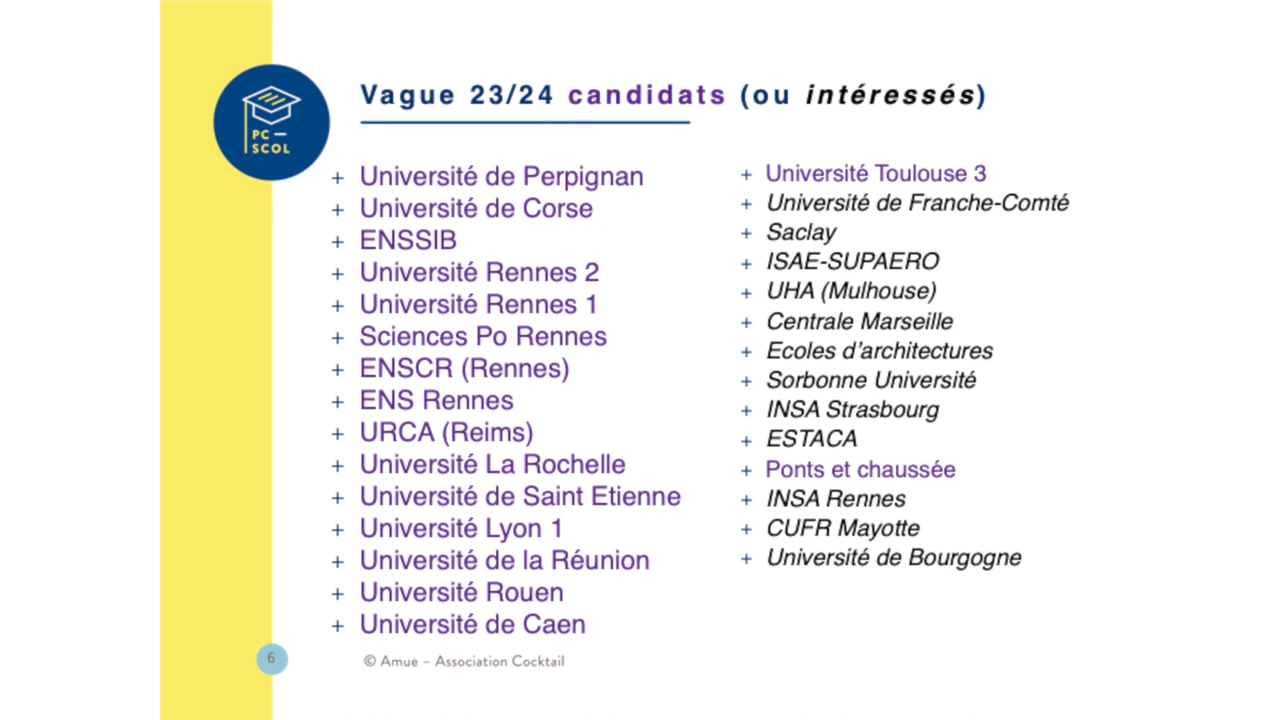 PC —
SCOL
Vague 23/24 candidats (ou intéressés)
+ Université de Perpignan
+ Université de Corse
+ ENSSIB
+ Université Rennes 2
+ Université Rennes 1
+ Sciences Po Rennes
+ ENSCR (Rennes)
+ ENS Rennes
+ URCA (Reims)
+ Université La Rochelle
+ Université de Saint Etienne
+ Université Lyon 1
+ Université de la Réunion
+ Université Rouen
+ Université de Caen
+ Université Toulouse 3
+ Université de Franche-Comté
+ Saclay
+ ISAE-SUPAERO
+ UHA (Mulhouse)
+ Centrale Marseille
+ Ecoles d’architectures
+ Sorbonne Université
+ INSA Strasbourg
+ ESTACA
+ Ponts et chaussée
+ INSA Rennes
+ CUFR Mayotte
+ Université de Bourgogne
6
© Amue – Association Cocktail